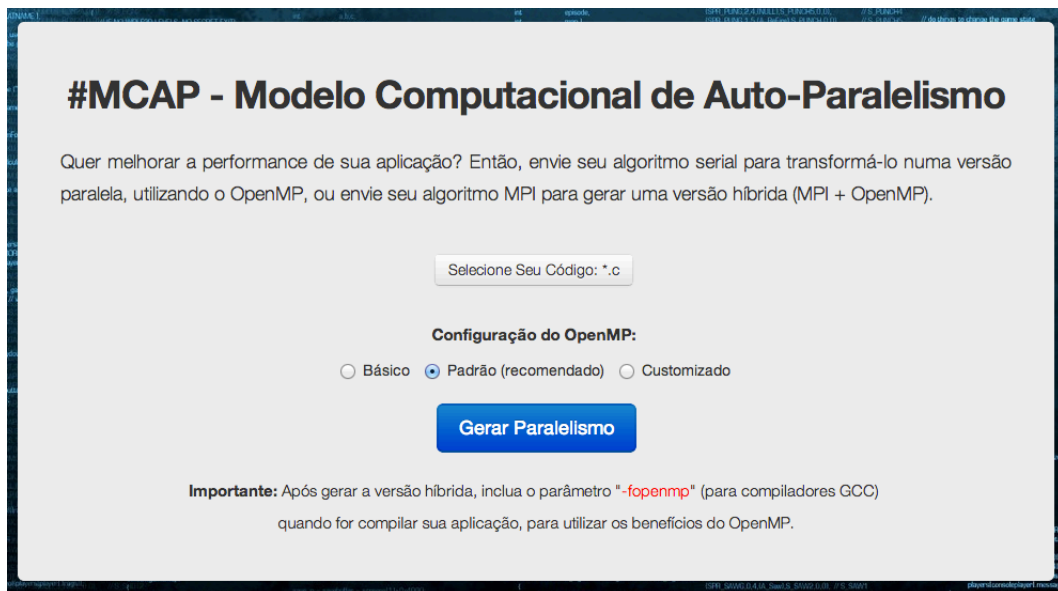 #MCAP - Modelo Computacional de Auto-Paralelismo
Quer melhorar a performance de sua aplicação? Então, envie seu algoritmo serial para transformá-lo numa versão
paralela, utilizando o OpenMP, ou envie seu algoritmo MPI para gerar uma versão híbrida (MPI + OpenMP).
Selecione Seu Código: *.c
Configuração do OpenMP:
Básico Padrão (recomendado) Customizado
Gerar Paralelismo
Importante: Após gerar a versão híbrida, inclua o parâmetro "-fopenmp" (para compiladores GCC)
quando for compilar sua aplicação, para utilizar os benefícios do OpenMP.